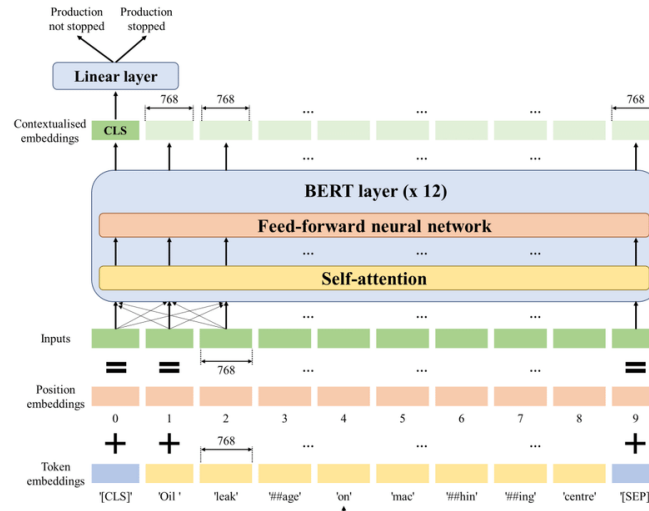 Production not stopped
Production stopped
Linear layer
768
768
...
...
768
Contextualised embeddings
CLS
...
...
BERT layer (x 12)
Feed-forward neural network
...
...
Self-attention
...
...
Inputs
=
=
768
...
...
=
Position embeddings
0
1
2
3
4
5
6
7
8
9
+
+
768
...
...
+
Token embeddings
'[CLS]'
'Oil '
'leak'
'##age'
'on'
'mac'
'##hin'
'##ing'
'centre'
'[SEP]'